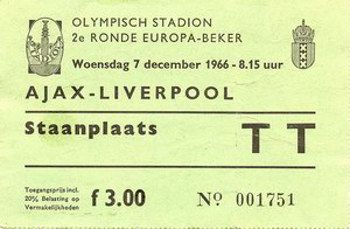 OLYMPISCH STADION
2e RONDE EUROPA-BEKER
Woensdag 7 december 1966 - 8.15 uur
AJAX-LIVERPOOL
Staanplaats
T T
Toegangsprijs incl.
20% Belasting op
Vermakelijkheden
f 3.00
Nº 001751